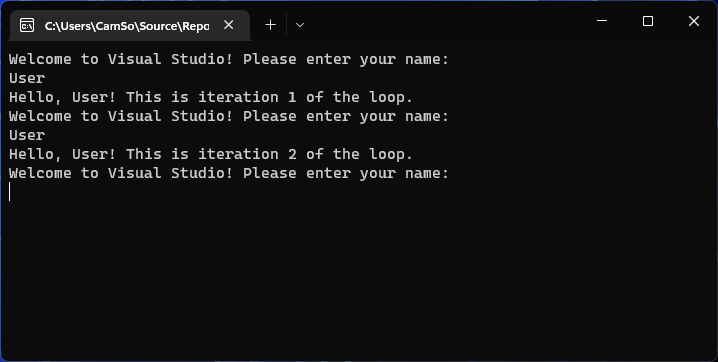 C:\Users\CamSo\Source\Repo
Welcome to Visual Studio! Please enter your name:
User
Hello, User! This is iteration 1 of the loop.
Welcome to Visual Studio! Please enter your name:
User
Hello, User! This is iteration 2 of the loop.
Welcome to Visual Studio! Please enter your name: